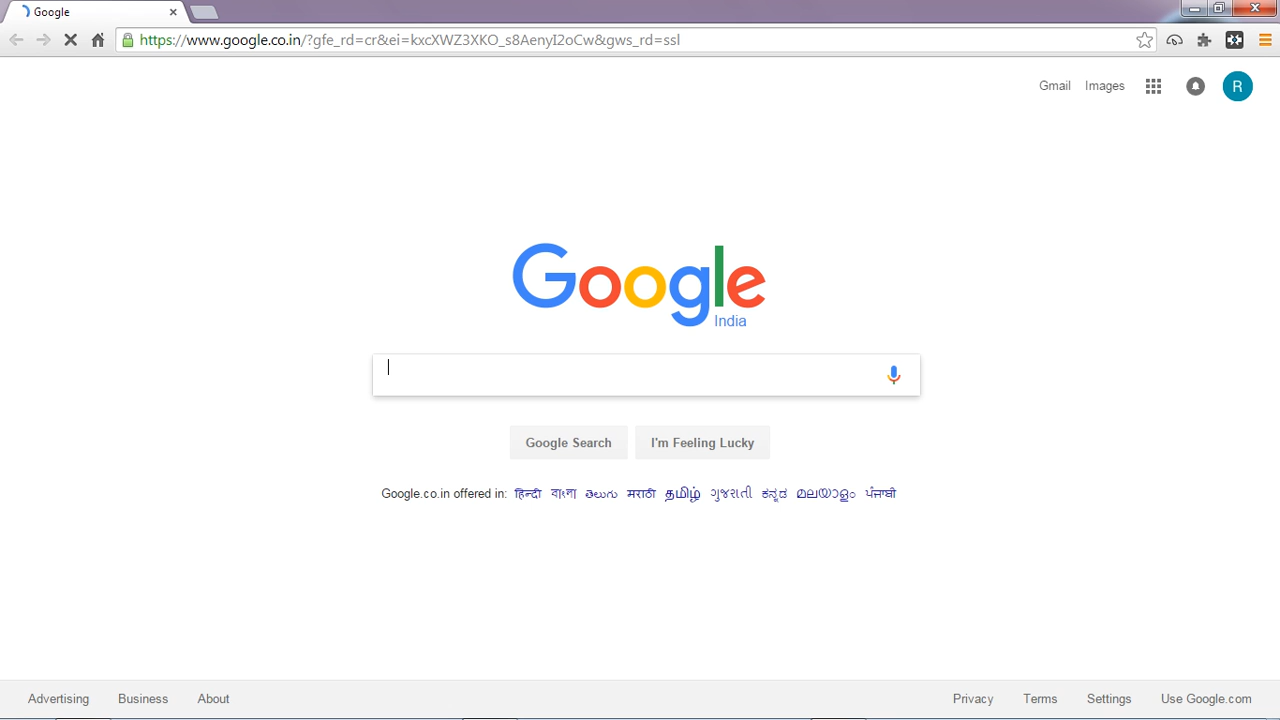 Google
https://www.google.co.in/?gfe_rd=cr&ei=kxcXWZ3XKO_s8AenyI2oCw&gws_rd=ssl
Gmail Images R
Google
India
Google Search I'm Feeling Lucky
Google.co.in offered in: हिन्दी বাংলা తెలుగు मराठी தமிழ் ગુજરાતી ಕನ್ನಡ മലയാളം ਪੰਜਾਬੀ
Advertising Business About Privacy Terms Settings Use Google.com